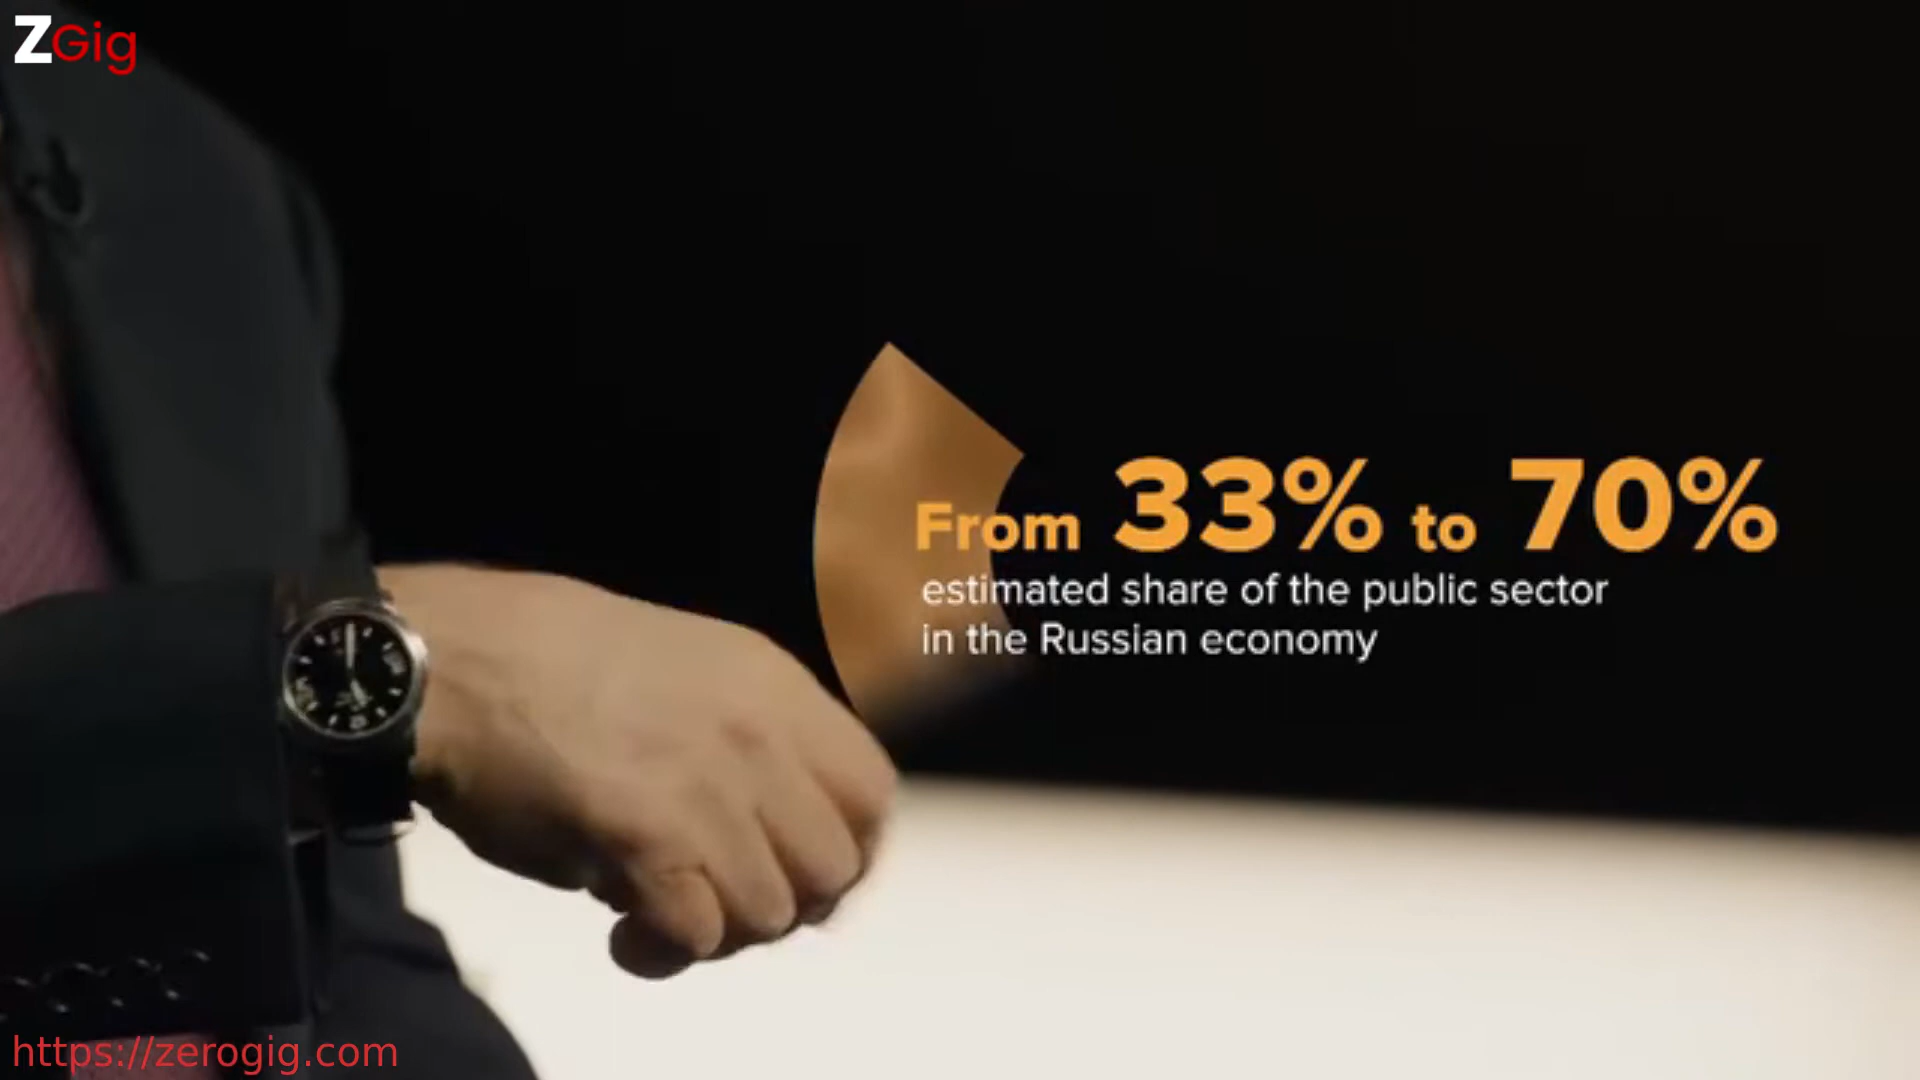 ZGig
From 33% to 70%
estimated share of the public sector
in the Russian economy
https://zerogig.com